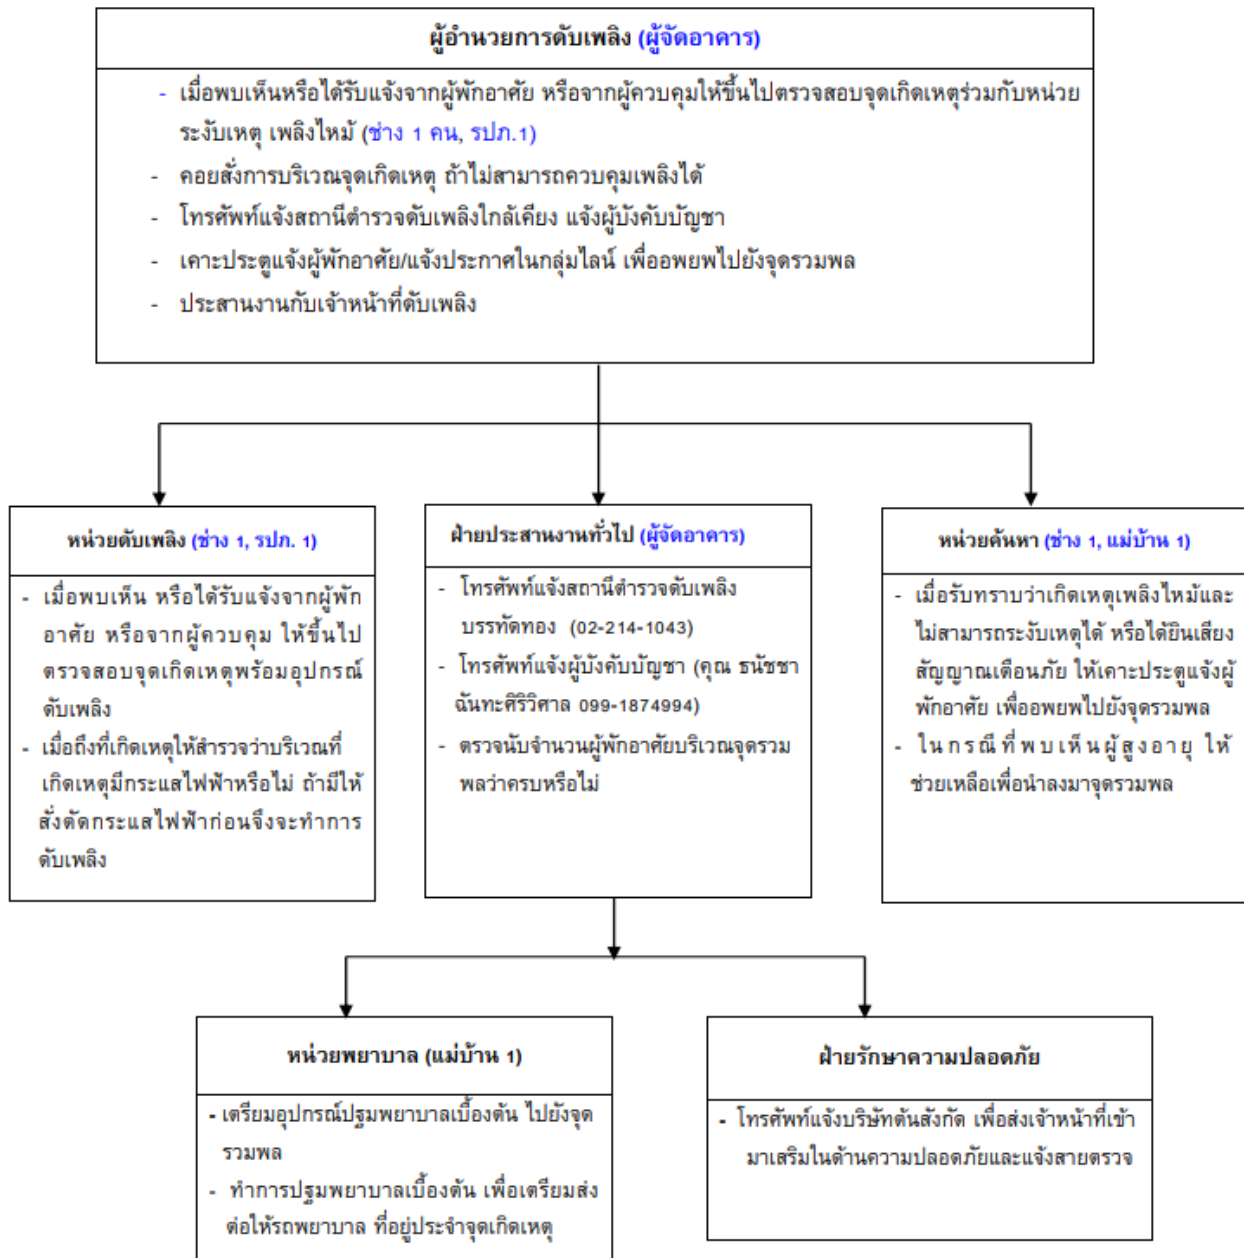 ผู้อำนวยการดับเพลิง (ผู้จัดอาคาร)
- เมื่อพบเห็นหรือได้รับแจ้งจากผู้พักอาศัย หรือจากผู้ควบคุมให้ขึ้นไปตรวจสอบจุดเกิดเหตุร่วมกับหน่วย
ระงับเหตุ เพลิงไหม้ (ช่าง 1 คน, รปภ.1)
- คอยสั่งการบริเวณจุดเกิดเหตุ ถ้าไม่สามารถควบคุมเพลิงได้
- โทรศัพท์แจ้งสถานีตำรวจดับเพลิงใกล้เคียง แจ้งผู้บังคับบัญชา
- เคาะประตูแจ้งผู้พักอาศัย/แจ้งประกาศในกลุ่มไลน์ เพื่ออพยพไปยังจุดรวมพล
- ประสานงานกับเจ้าหน้าที่ดับเพลิง
หน่วยดับเพลิง (ช่าง 1, รปภ. 1)
- เมื่อพบเห็น หรือได้รับแจ้งจากผู้พัก
อาศัย หรือจากผู้ควบคุม ให้ขึ้นไป
ตรวจสอบจุดเกิดเหตุพร้อมอุปกรณ์
ดับเพลิง
- เมื่อถึงที่เกิดเหตุให้สำรวจว่าบริเวณที่
เกิดเหตุมีกระแสไฟฟ้าหรือไม่ ถ้ามีให้
สั่งตัดกระแสไฟฟ้าก่อนจึงจะทำการ
ดับเพลิง
ฝ่ายประสานงานทั่วไป (ผู้จัดอาคาร)
- โทรศัพท์แจ้งสถานีตำรวจดับเพลิง
บรรทัดทอง (02-214-1043)
- โทรศัพท์แจ้งผู้บังคับบัญชา (คุณ ธนัชชา
ฉันทะศิริวิศาล 099-1874994)
- ตรวจนับจำนวนผู้พักอาศัยบริเวณจุดรวม
พลว่าครบหรือไม่
หน่วยค้นหา (ช่าง 1, แม่บ้าน 1)
- เมื่อรับทราบว่าเกิดเหตุเพลิงไหม้และ
ไม่สามารถระงับเหตุได้ หรือได้ยินเสียง
สัญญาณเตือนภัย ให้เคาะประตูแจ้งผู้
พักอาศัย เพื่ออพยพไปยังจุดรวมพล
- ในกรณีที่พบเห็นผู้สูงอายุ ให้
ช่วยเหลือเพื่อนำลงมาจุดรวมพล
หน่วยพยาบาล (แม่บ้าน 1)
- เตรียมอุปกรณ์ปฐมพยาบาลเบื้องต้น ไปยังจุด
รวมพล
- ทำการปฐมพยาบาลเบื้องต้น เพื่อเตรียมส่ง
ต่อให้รถพยาบาล ที่อยู่ประจำจุดเกิดเหตุ
ฝ่ายรักษาความปลอดภัย
- โทรศัพท์แจ้งบริษัทต้นสังกัด เพื่อส่งเจ้าหน้าที่เข้า
มาเสริมในด้านความปลอดภัยและแจ้งสายตรวจ